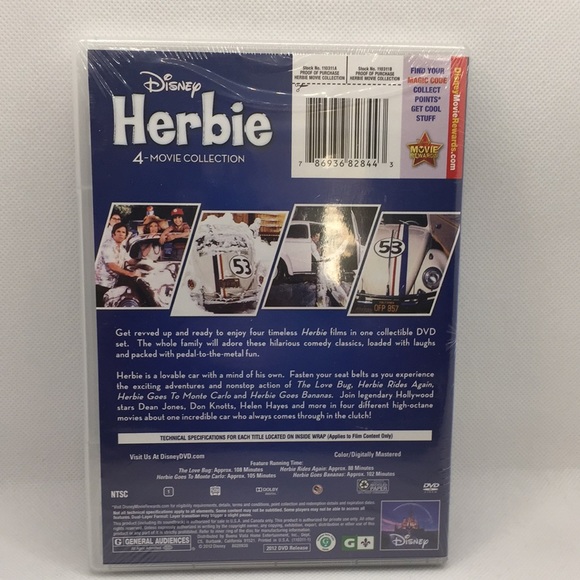 Stock No. 110311A
PROOF OF PURCHASE
HERBIE MOVIE COLLECTION
Stock No. 110311B
PROOF OF PURCHASE
HERBIE MOVIE COLLECTION
FIND YOUR
MAGIC CODE
COLLECT
POINTS*
GET COOL
STUFF
MOVIE
REWARDS
DisneyMovieRewards.com
7 86936 82844 3
Disney
Herbie
4-MOVIE COLLECTION
53
53
OFP 857
Get revved up and ready to enjoy four timeless Herbie films in one collectible DVD
set. The whole family will adore these hilarious comedy classics, loaded with laughs
and packed with pedal-to-the-metal fun.
Herbie is a lovable car with a mind of his own. Fasten your seat belts as you experience
the exciting adventures and nonstop action of The Love Bug, Herbie Rides Again,
Herbie Goes To Monte Carlo and Herbie Goes Bananas. Join legendary Hollywood
stars Dean Jones, Don Knotts, Helen Hayes and more in four different high-octane
movies about one incredible car who always comes through in the clutch!
TECHNICAL SPECIFICATIONS FOR EACH TITLE LOCATED ON INSIDE WRAP (Applies to Film Content Only)
Visit Us At DisneyDVD.com
Color/Digitally Mastered
Feature Running Time:
The Love Bug: Approx. 108 Minutes Herbie Rides Again: Approx. 88 Minutes
Herbie Goes To Monte Carlo: Approx. 105 Minutes Herbie Goes Bananas: Approx. 102 Minutes
NTSC
1
DOLBY
PAPER
DVD
G GENERAL AUDIENCES
2012 DVD Release
G
Disney